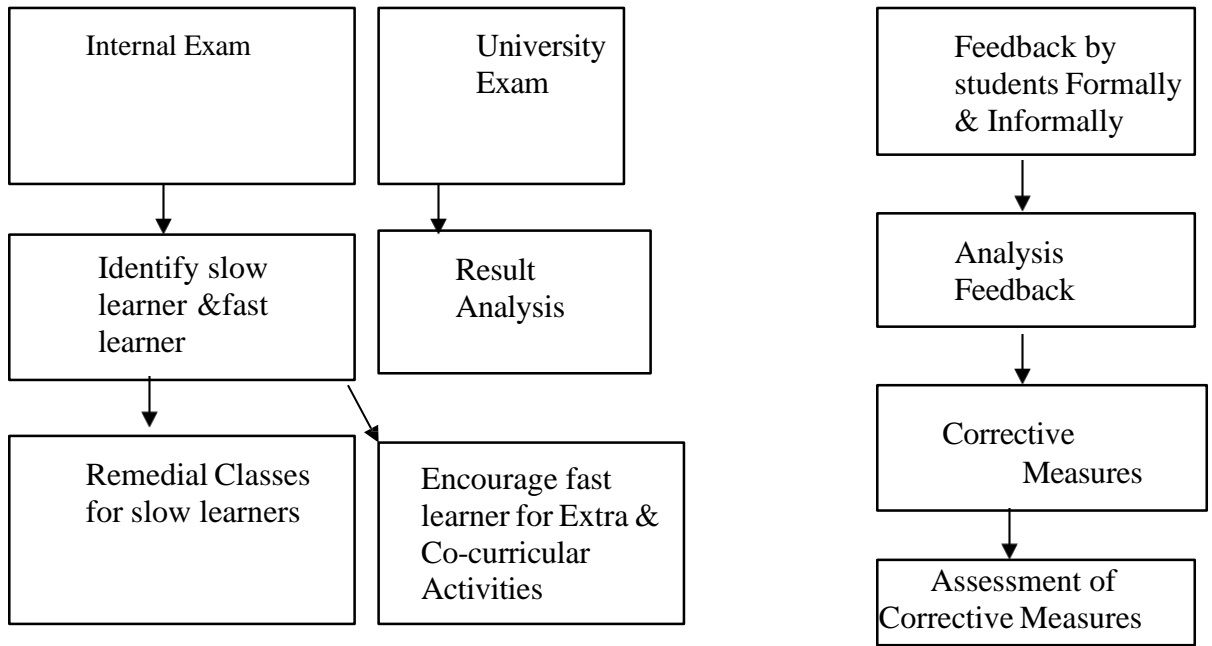 Internal Exam
University
Exam
Feedback by
students Formally
& Informally
Identify slow
learner &fast
learner
Result
Analysis
Analysis
Feedback
Remedial Classes
for slow learners
Encourage fast
learner for Extra &
Co-curricular
Activities
Corrective
Measures
Assessment of
Corrective Measures